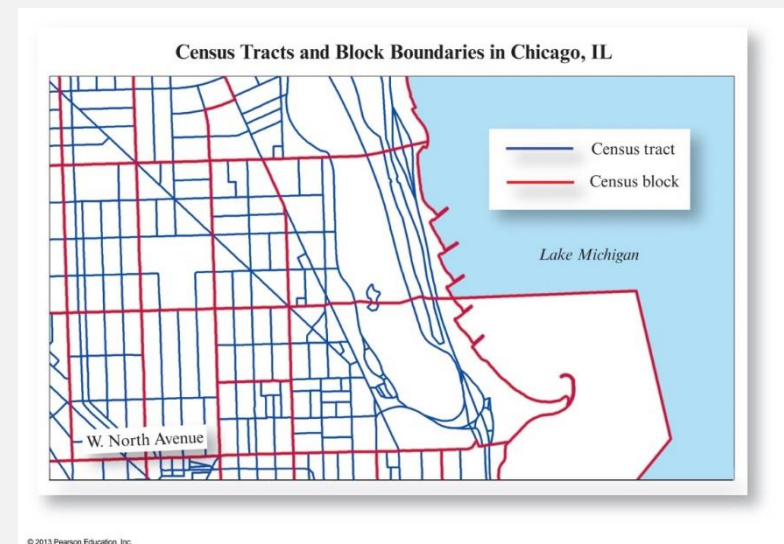 Census Tracts and Block Boundaries in Chicago, IL
Census tract
Census block
Lake Michigan
W. North Avenue
© 2013 Pearson Education, Inc.